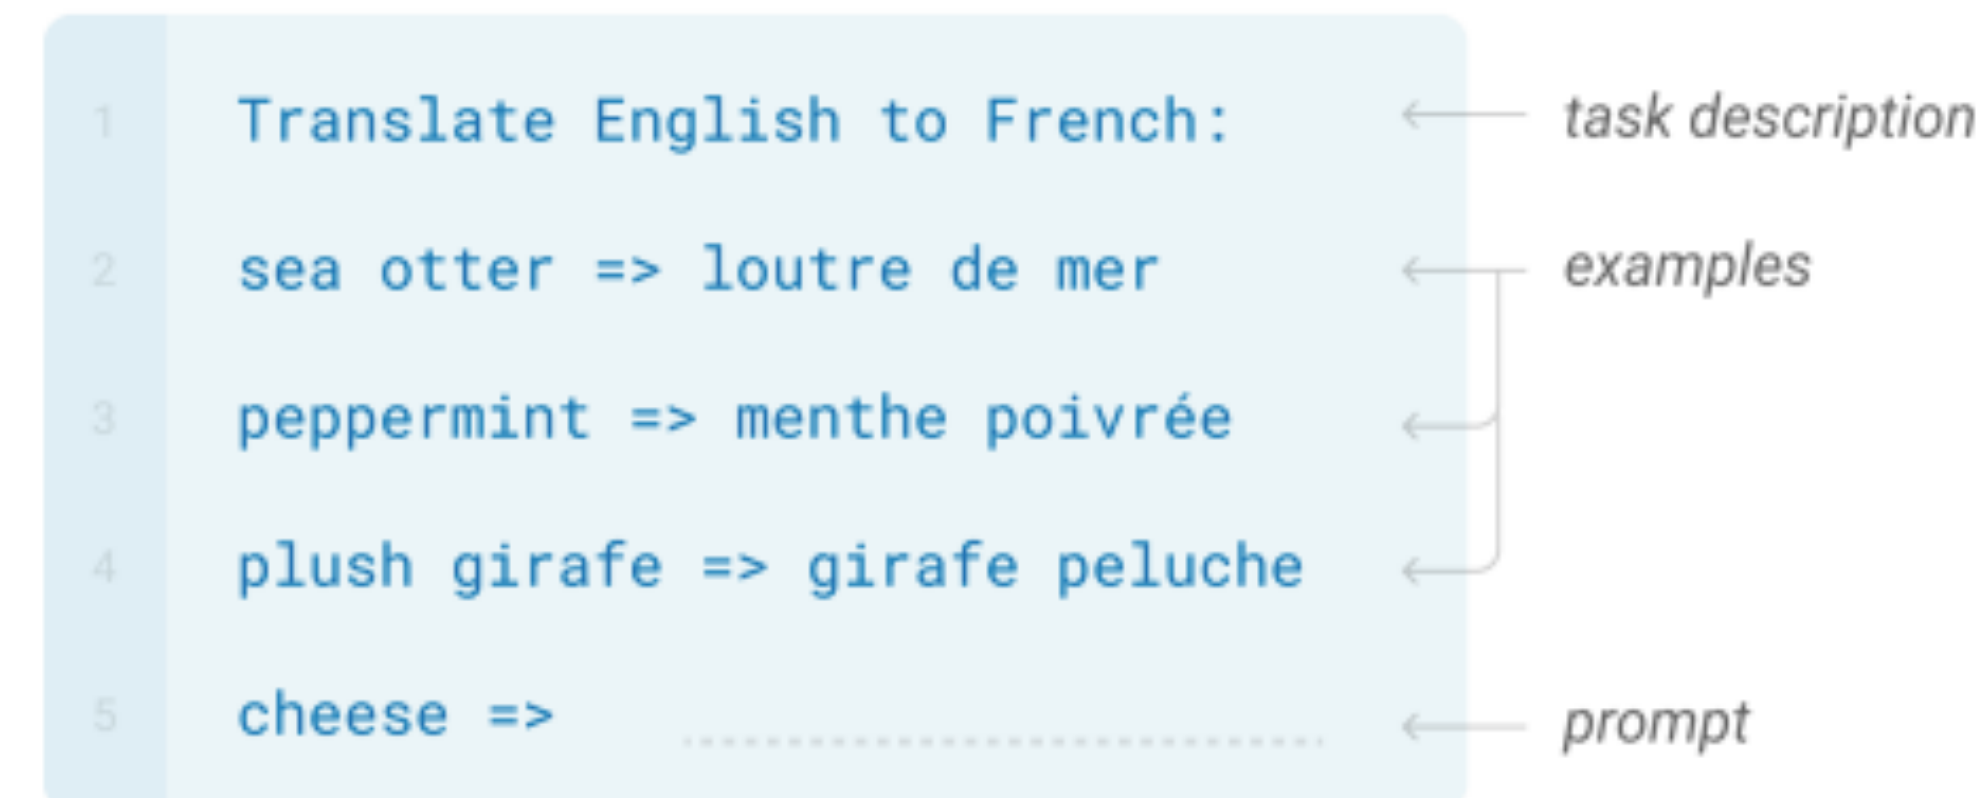 1 Translate English to French: task description
2 sea otter => loutre de mer examples
3 peppermint => menthe poivrée
4 plush girafe => girafe peluche
5 cheese => prompt